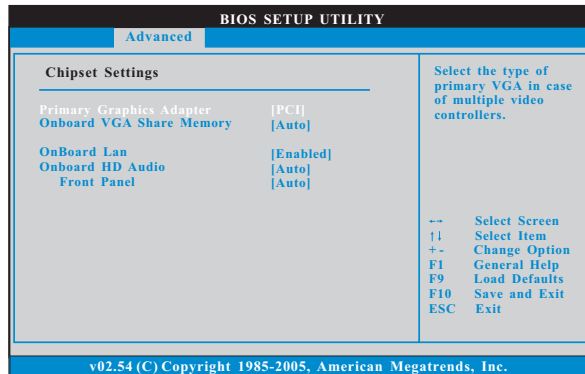 BIOS SETUP UTILITY
Advanced
Chipset Settings
Primary Graphics Adapter [PCI]
Onboard VGA Share Memory [Auto]
OnBoard Lan [Enabled]
Onboard HD Audio [Auto]
Front Panel [Auto]
Select the type of
primary VGA in case
of multiple video
controllers.
←→ Select Screen
↑↓ Select Item
+ - Change Option
F1 General Help
F9 Load Defaults
F10 Save and Exit
ESC Exit
v02.54 (C) Copyright 1985-2005, American Megatrends, Inc.